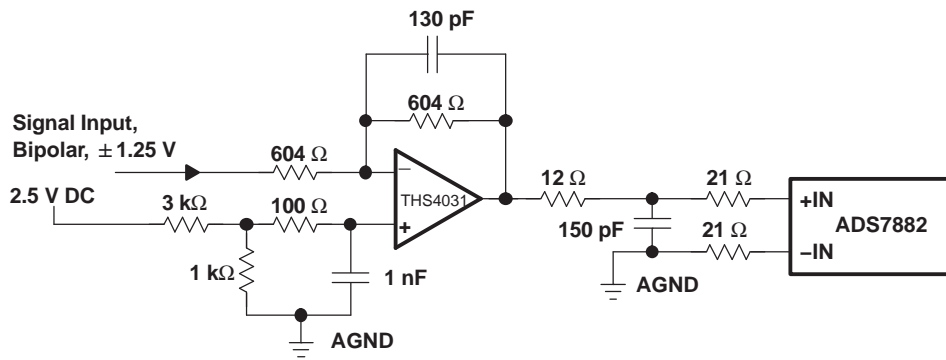 130 pF
604 Ω
Signal Input,
Bipolar, ± 1.25 V
604 Ω
2.5 V DC
3 kΩ
100 Ω
THS4031
−
+
12 Ω
21 Ω
+IN
ADS7882
150 pF
21 Ω
−IN
1 kΩ
1 nF
AGND
AGND